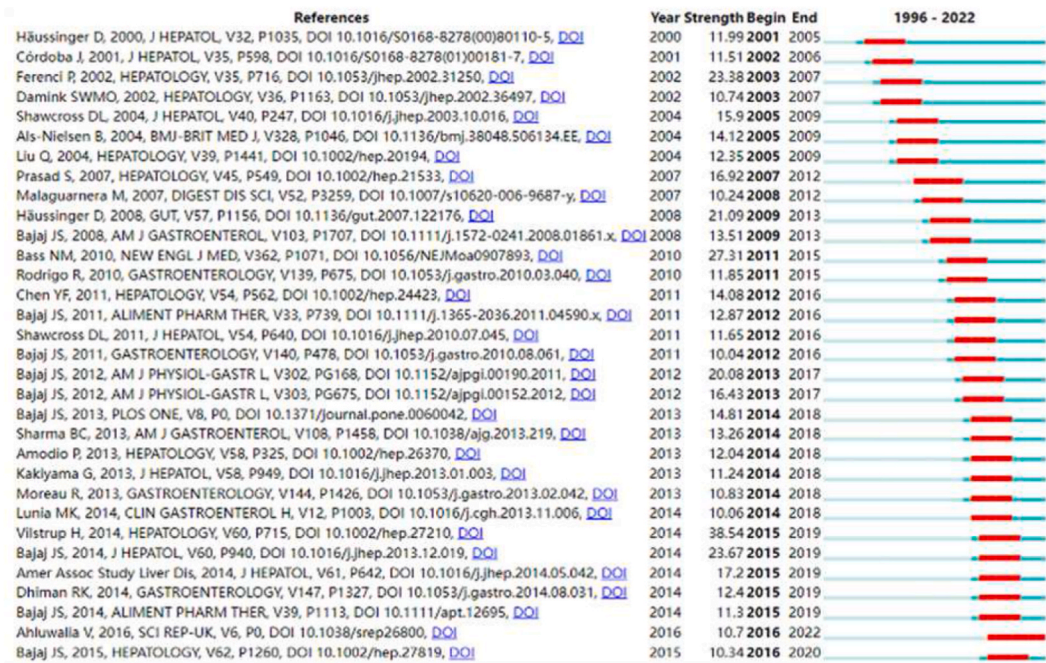 References Year Strength Begin End 1996 - 2022
Häussinger D, 2000, J HEPATOL, V32, P1035, DOI 10.1016/S0168-8278(00)80110-5, DOI 2000 11.99 2001 2005
Córdoba J, 2001, J HEPATOL, V35, P598, DOI 10.1016/S0168-8278(01)00181-7, DOI 2001 11.51 2002 2006
Ferenci P, 2002, HEPATOLOGY, V35, P716, DOI 10.1053/jhep.2002.31250, DOI 2002 23.38 2003 2007
Damink SWMO, 2002, HEPATOLOGY, V36, P1163, DOI 10.1053/jhep.2002.36497, DOI 2002 10.74 2003 2007
Shawcross DL, 2004, J HEPATOL, V40, P247, DOI 10.1016/j.jhep.2003.10.016, DOI 2004 15.9 2005 2009
Als-Nielsen B, 2004, BMJ-BRIT MED J, V328, P1046, DOI 10.1136/bmj.38048.506134.EE, DOI 2004 14.12 2005 2009
Liu Q, 2004, HEPATOLOGY, V39, P1441, DOI 10.1002/hep.20194, DOI 2004 12.35 2005 2009
Prasad S, 2007, HEPATOLOGY, V45, P549, DOI 10.1002/hep.21533, DOI 2007 16.92 2007 2012
Malaguarnera M, 2007, DIGEST DIS SCI, V52, P3259, DOI 10.1007/s10620-006-9687-y, DOI 2007 10.24 2008 2012
Häussinger D, 2008, GUT, V57, P1156, DOI 10.1136/gut.2007.122176, DOI 2008 21.09 2009 2013
Bajaj JS, 2008, AM J GASTROENTEROL, V103, P1707, DOI 10.1111/j.1572-0241.2008.01861.x, DOI 2008 13.51 2009 2013
Bass NM, 2010, NEW ENGL J MED, V362, P1071, DOI 10.1056/NEJMoa0907893, DOI 2010 27.31 2011 2015
Rodrigo R, 2010, GASTROENTEROLOGY, V139, P675, DOI 10.1053/j.gastro.2010.03.040, DOI 2010 11.85 2011 2015
Chen YF, 2011, HEPATOLOGY, V54, P562, DOI 10.1002/hep.24423, DOI 2011 14.08 2012 2016
Bajaj JS, 2011, ALIMENT PHARM THER, V33, P739, DOI 10.1111/j.1365-2036.2011.04590.x, DOI 2011 12.87 2012 2016
Shawcross DL, 2011, J HEPATOL, V54, P640, DOI 10.1016/j.jhep.2010.07.045, DOI 2011 11.65 2012 2016
Bajaj JS, 2011, GASTROENTEROLOGY, V140, P478, DOI 10.1053/j.gastro.2010.08.061, DOI 2011 10.04 2012 2016
Bajaj JS, 2012, AM J PHYSIOL-GASTR L, V302, PG168, DOI 10.1152/ajpgi.00190.2011, DOI 2012 20.08 2013 2017
Bajaj JS, 2012, AM J PHYSIOL-GASTR L, V303, PG675, DOI 10.1152/ajpgi.00152.2012, DOI 2012 16.43 2013 2017
Bajaj JS, 2013, PLOS ONE, V8, P0, DOI 10.1371/journal.pone.0060042, DOI 2013 14.81 2014 2018
Sharma BC, 2013, AM J GASTROENTEROL, V108, P1458, DOI 10.1038/ajg.2013.219, DOI 2013 13.26 2014 2018
Amodio P, 2013, HEPATOLOGY, V58, P325, DOI 10.1002/hep.26370, DOI 2013 12.04 2014 2018
Kakiyama G, 2013, J HEPATOL, V58, P949, DOI 10.1016/j.jhep.2013.01.003, DOI 2013 11.24 2014 2018
Moreau R, 2013, GASTROENTEROLOGY, V144, P1426, DOI 10.1053/j.gastro.2013.02.042, DOI 2013 10.83 2014 2018
Lunia MK, 2014, CLIN GASTROENTEROL H, V12, P1003, DOI 10.1016/j.cgh.2013.11.006, DOI 2014 10.06 2014 2018
Vilstrup H, 2014, HEPATOLOGY, V60, P715, DOI 10.1002/hep.27210, DOI 2014 38.54 2015 2019
Bajaj JS, 2014, J HEPATOL, V60, P940, DOI 10.1016/j.jhep.2013.12.019, DOI 2014 23.67 2015 2019
Amer Assoc Study Liver Dis, 2014, J HEPATOL, V61, P642, DOI 10.1016/j.jhep.2014.05.042, DOI 2014 17.2 2015 2019
Dhiman RK, 2014, GASTROENTEROLOGY, V147, P1327, DOI 10.1053/j.gastro.2014.08.031, DOI 2014 12.4 2015 2019
Bajaj JS, 2014, ALIMENT PHARM THER, V39, P1113, DOI 10.1111/apt.12695, DOI 2014 11.3 2015 2019
Ahluwalia V, 2016, SCI REP-UK, V6, P0, DOI 10.1038/srep26800, DOI 2016 10.7 2016 2022
Bajaj JS, 2015, HEPATOLOGY, V62, P1260, DOI 10.1002/hep.27819, DOI 2015 10.34 2016 2020